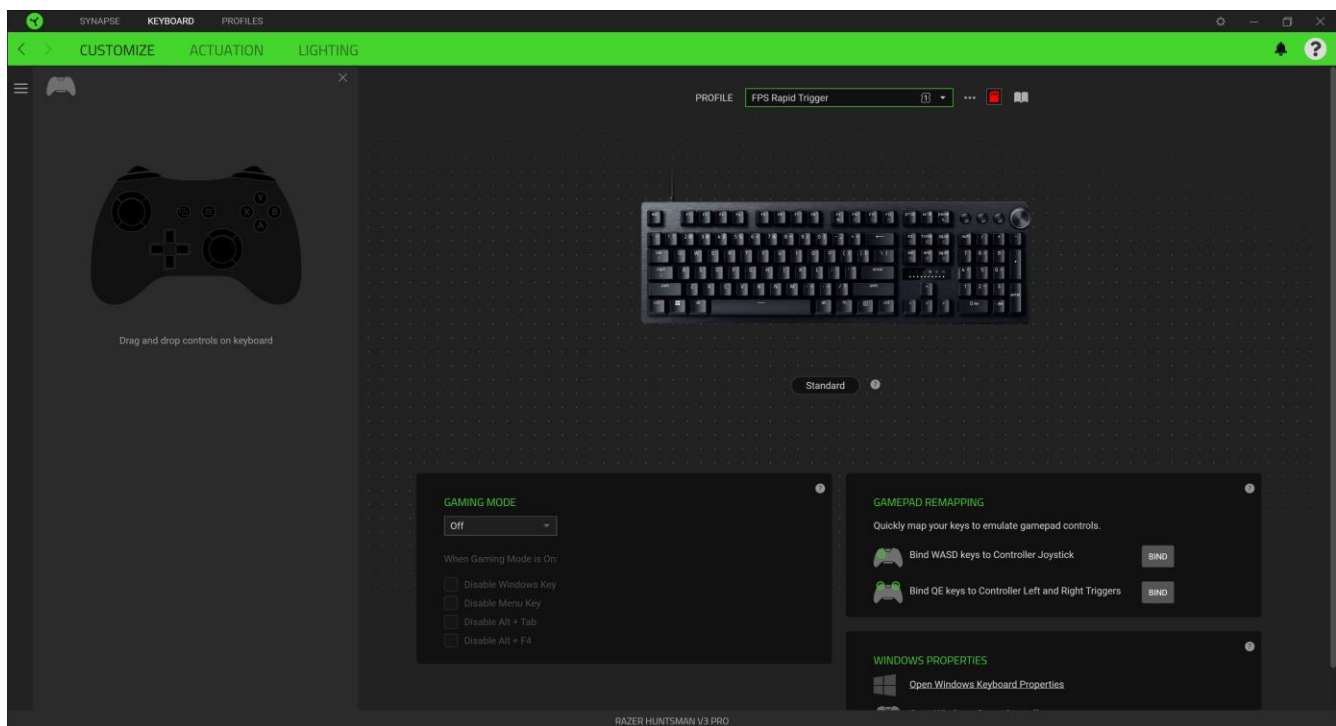 SYNAPSE KEYBOARD PROFILES
CUSTOMIZE ACTUATION LIGHTING
PROFILE FPS Rapid Trigger 1
Y
X B
A
Drag and drop controls on keyboard
Standard
GAMING MODE
Off
When Gaming Mode is On:
Disable Windows Key
Disable Menu Key
Disable Alt + Tab
Disable Alt + F4
GAMEPAD REMAPPING
Quickly map your keys to emulate gamepad controls.
Bind WASD keys to Controller Joystick BIND
Bind QE keys to Controller Left and Right Triggers BIND
WINDOWS PROPERTIES
Open Windows Keyboard Properties
RAZER HUNTSMAN V3 PRO